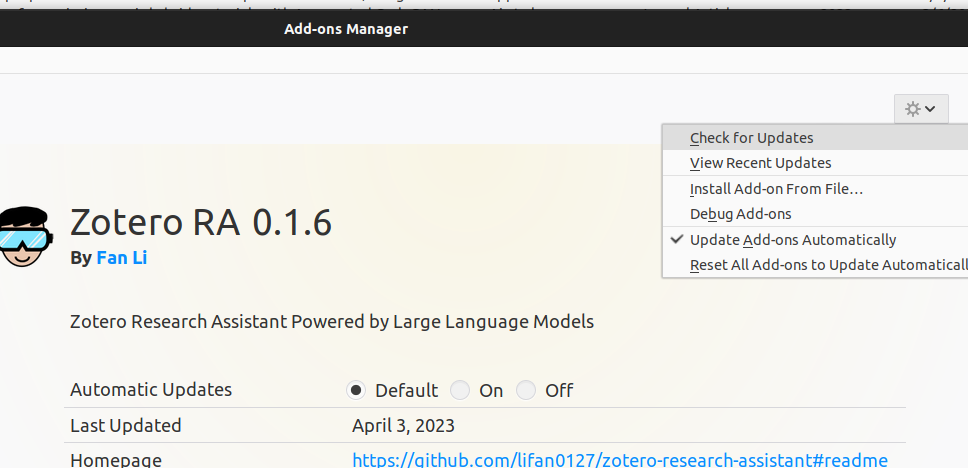 Add-ons Manager
Check for Updates
View Recent Updates
Install Add-on From File…
Debug Add-ons
Update Add-ons Automatically
Reset All Add-ons to Update Automaticall
Zotero RA 0.1.6
By Fan Li
Zotero Research Assistant Powered by Large Language Models
Automatic Updates Default On Off
Last Updated April 3, 2023
Homepage https://github.com/lifan0127/zotero-research-assistant#readme